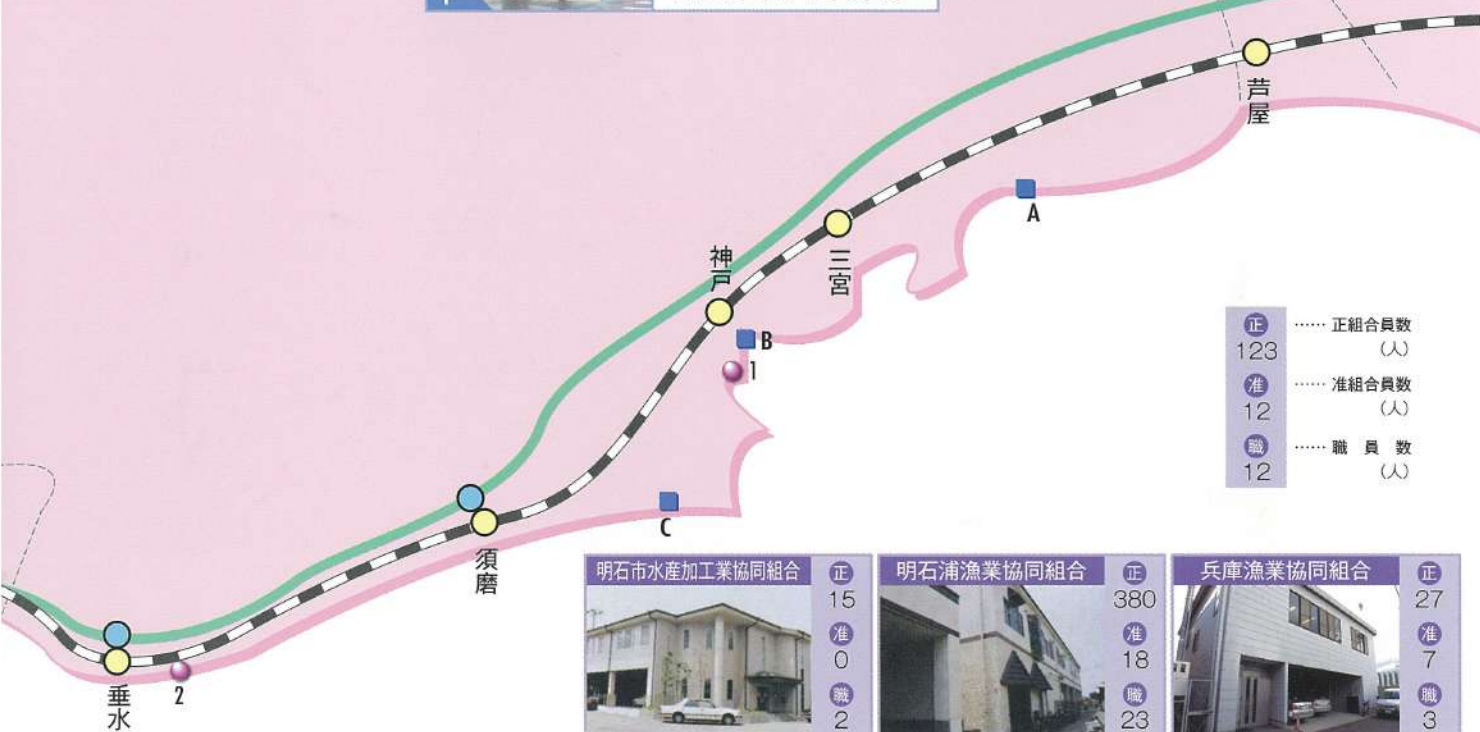 芦屋
A
三宮
神戸
B
1
C
須磨
垂水
2
正 …… 正組合員数
123 (人)
准 …… 准組合員数
12 (人)
職 …… 職 員 数
12 (人)
明石市水産加工業協同組合
正
15
准
0
職
2
明石浦漁業協同組合
正
380
准
18
職
23
兵庫漁業協同組合
正
27
准
7
職
3